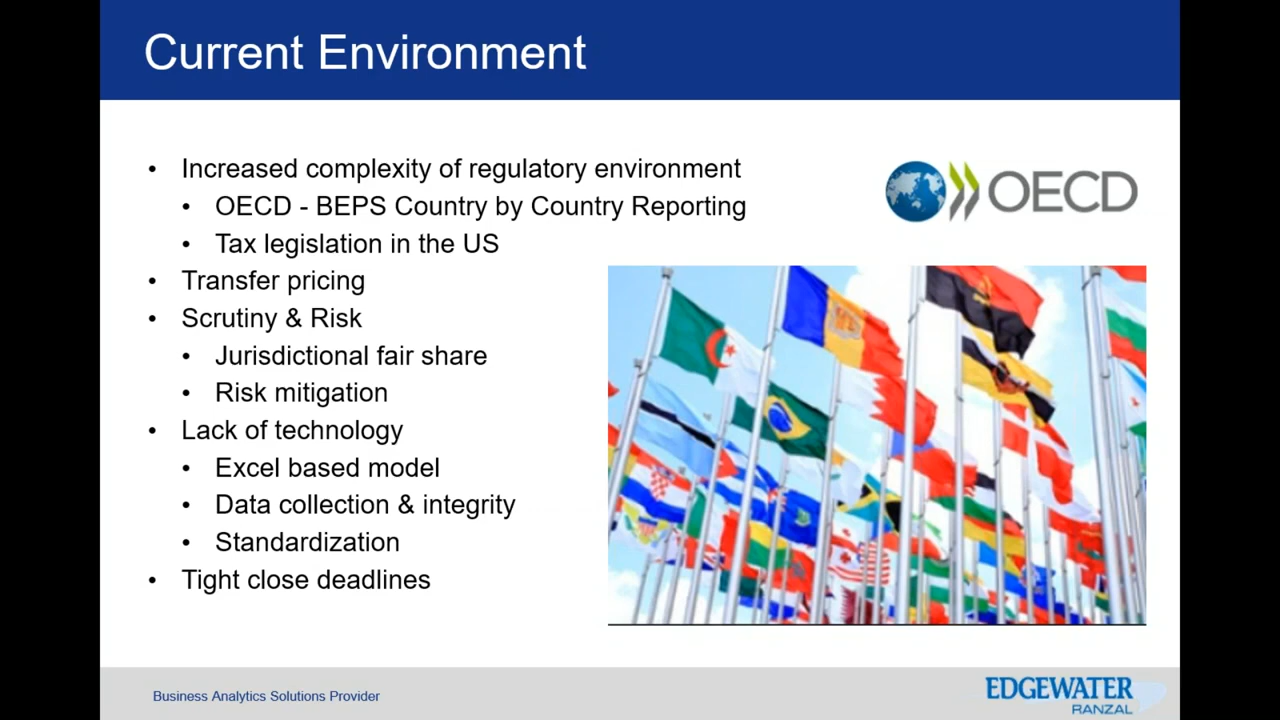 Current Environment
• Increased complexity of regulatory environment
• OECD - BEPS Country by Country Reporting
• Tax legislation in the US
• Transfer pricing
• Scrutiny & Risk
• Jurisdictional fair share
• Risk mitigation
• Lack of technology
• Excel based model
• Data collection & integrity
• Standardization
• Tight close deadlines
OECD
Business Analytics Solutions Provider
EDGEWATER
RANZAL